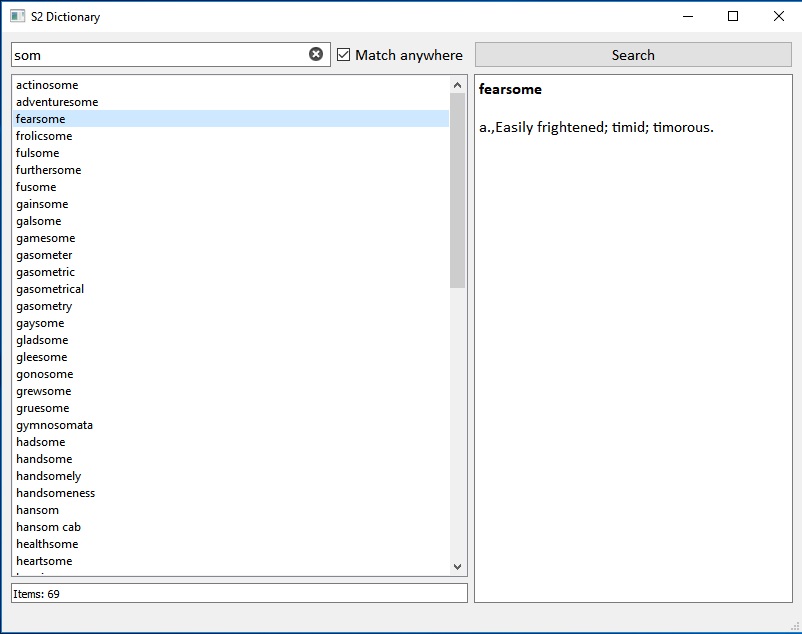 S2 Dictionary
som
Match anywhere
Search
actinosome
adventuresome
fearsome
frolicsome
fulsome
furthersome
fusome
gainsome
galsome
gamesome
gasometer
gasometric
gasometrical
gasometry
gaysome
gladsome
gleesome
gonosome
grewsome
gruesome
gymnosomata
hadsome
handsome
handsomely
handsomeness
hansom
hansom cab
healthsome
heartsome
Items: 69
fearsome
a.,Easily frightened; timid; timorous.